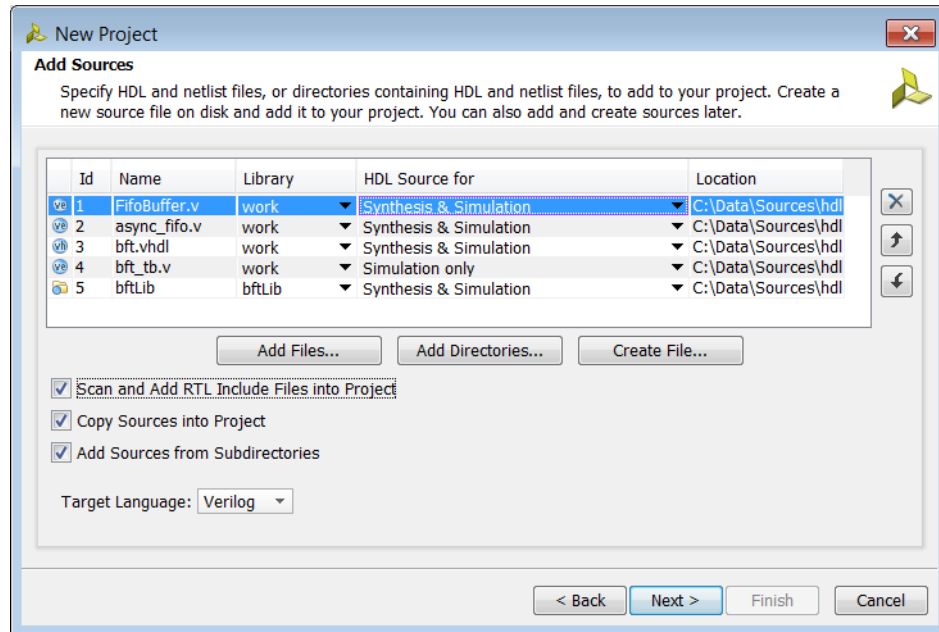 New Project
Add Sources
Specify HDL and netlist files, or directories containing HDL and netlist files, to add to your project. Create a
new source file on disk and add it to your project. You can also add and create sources later.
Id Name Library HDL Source for Location
ve 1 FifoBuffer.v work Synthesis & Simulation C:\Data\Sources\hdl
ve 2 async_fifo.v work Synthesis & Simulation C:\Data\Sources\hdl
vh 3 bft.vhdl work Synthesis & Simulation C:\Data\Sources\hdl
ve 4 bft_tb.v work Simulation only C:\Data\Sources\hdl
5 bftLib bftLib Synthesis & Simulation C:\Data\Sources\hdl
Add Files... Add Directories... Create File...
Scan and Add RTL Include Files into Project
Copy Sources into Project
Add Sources from Subdirectories
Target Language: Verilog
< Back Next > Finish Cancel